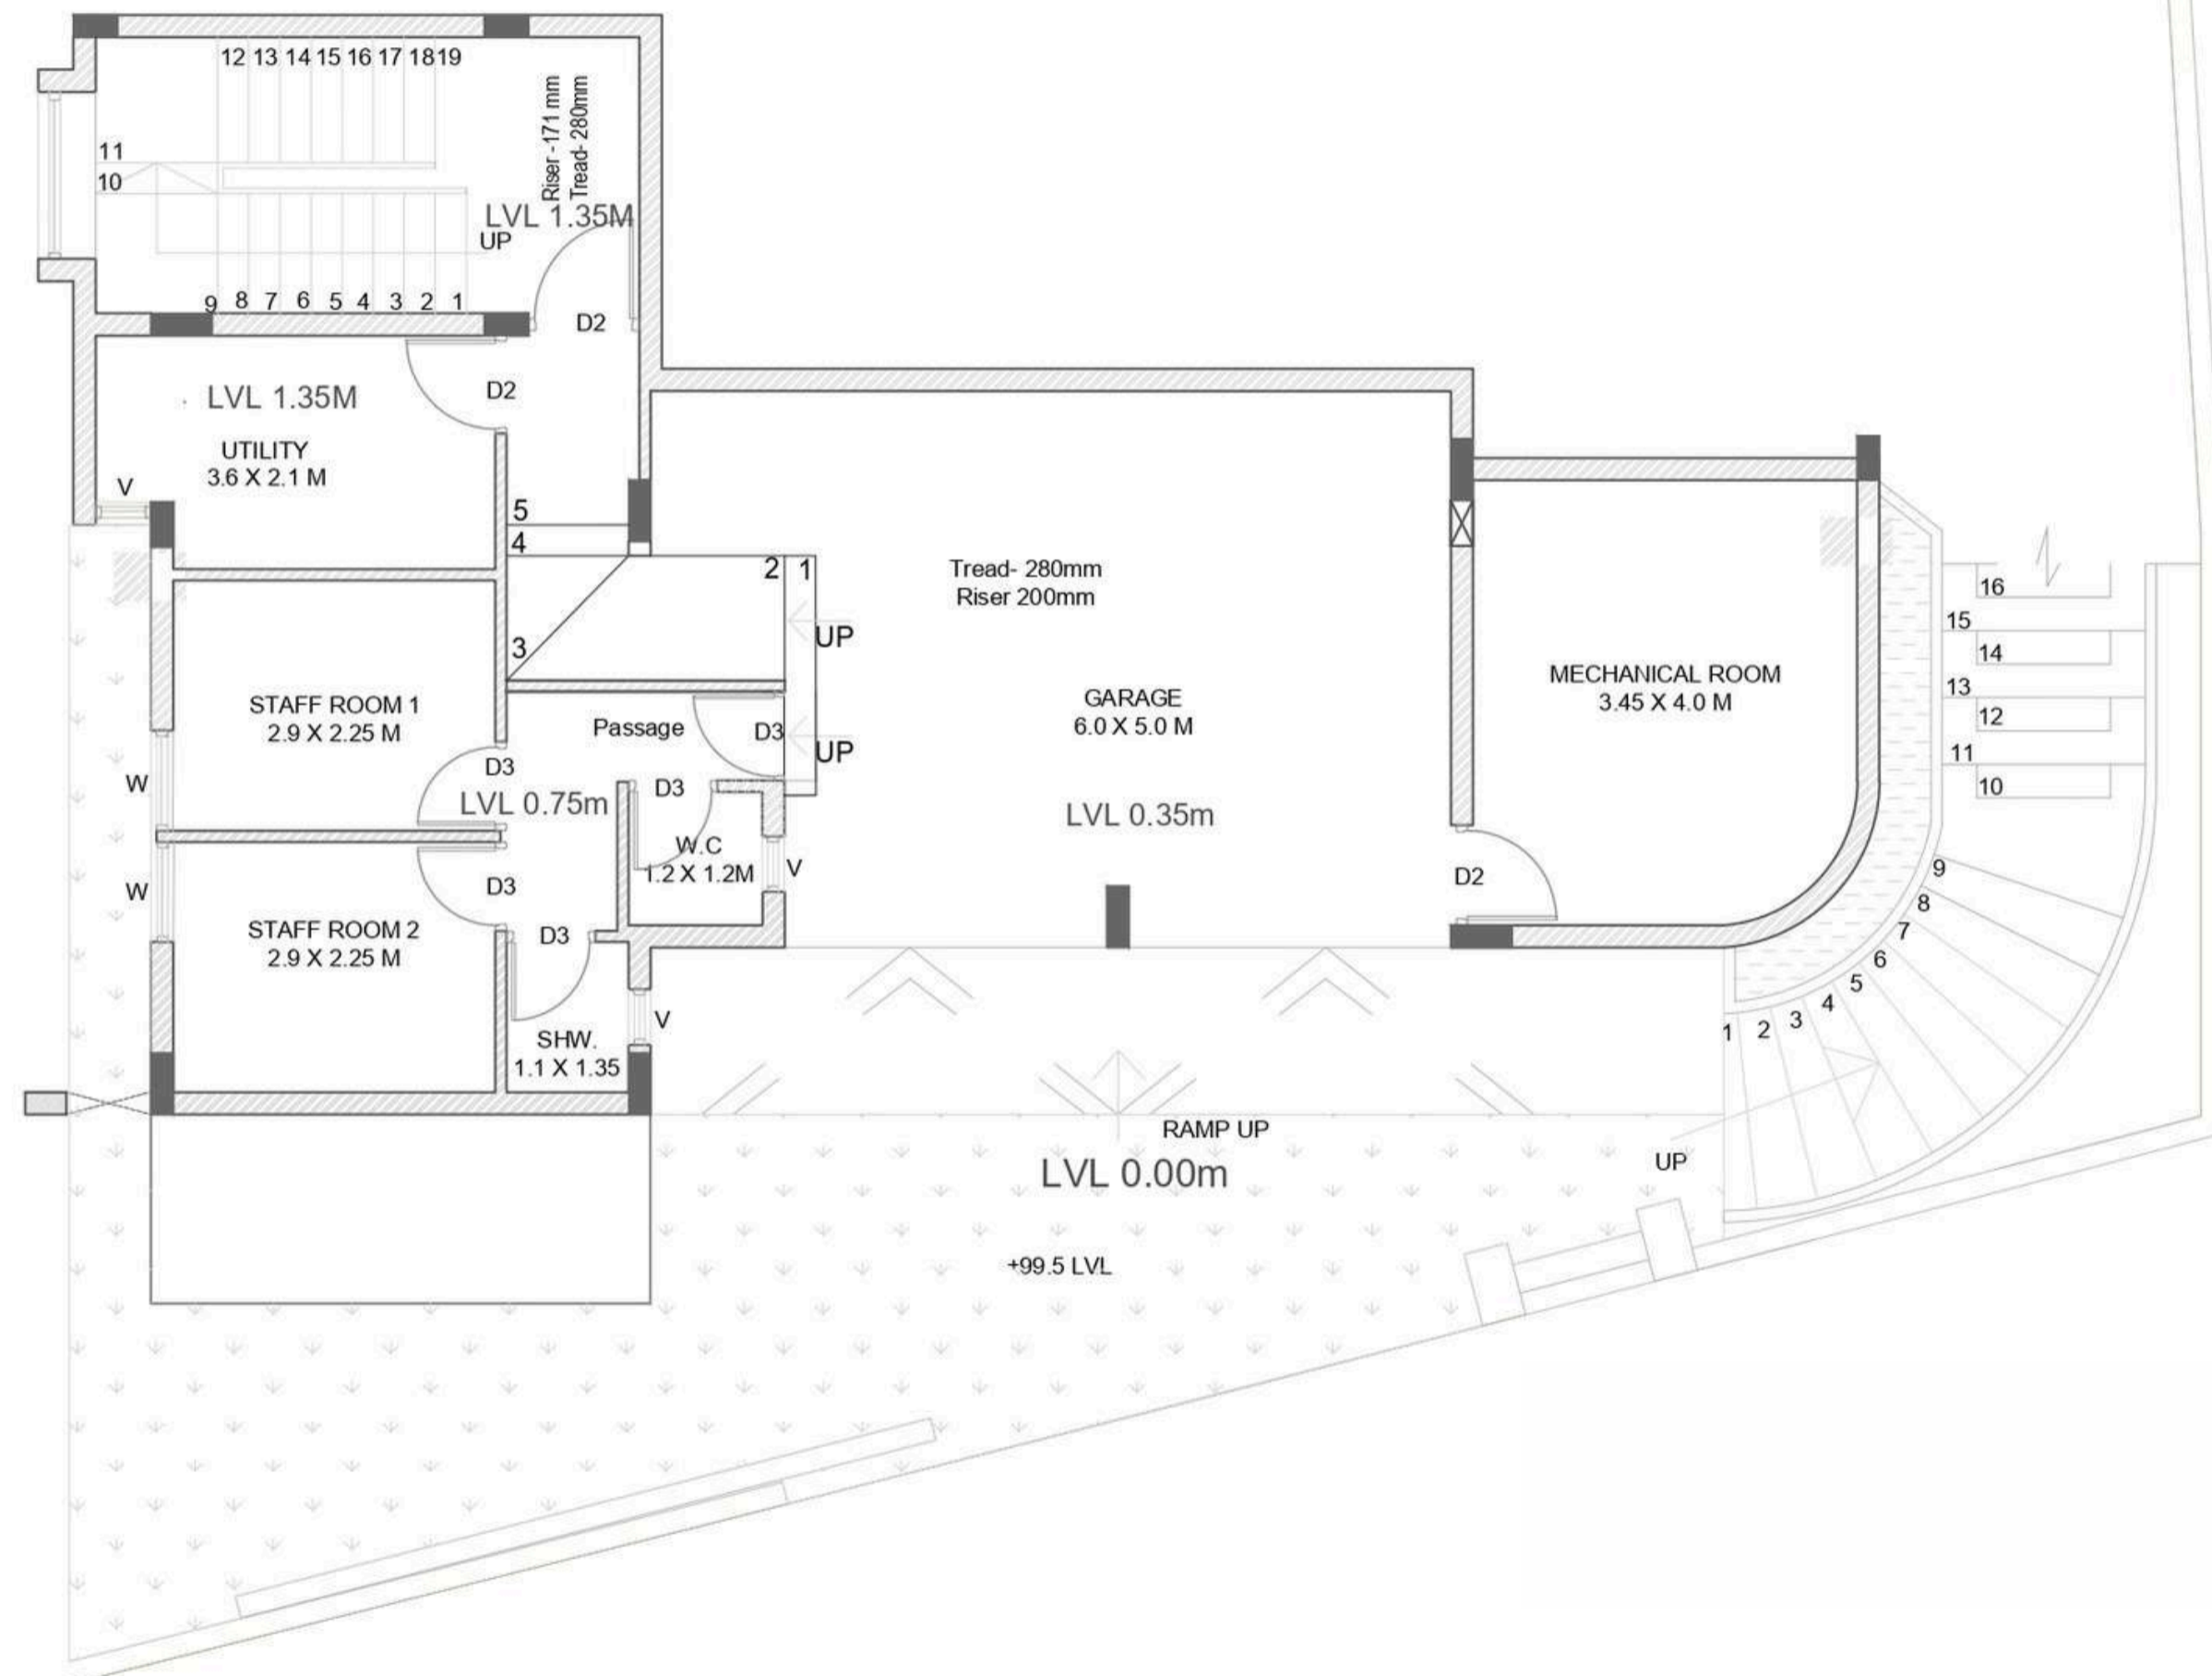 12 13 14 15 16 17 18 19
Riser -171 mm
Tread- 280mm
11
10
LVL 1.35M
UP
9 8 7 6 5 4 3 2 1
D2
D2
LVL 1.35M
UTILITY
3.6 X 2.1 M
V
5
4
3
2
1
UP
Tread- 280mm
Riser 200mm
STAFF ROOM 1
2.9 X 2.25 M
Passage
D3
UP
GARAGE
6.0 X 5.0 M
MECHANICAL ROOM
3.45 X 4.0 M
16
15
14
13
12
11
10
W
D3
D3
LVL 0.75m
LVL 0.35m
W.C
1.2 X 1.2M
V
W
D3
D2
9
8
7
6
5
4
3
2
1
STAFF ROOM 2
2.9 X 2.25 M
D3
SHW.
1.1 X 1.35
V
RAMP UP
LVL 0.00m
UP
+99.5 LVL